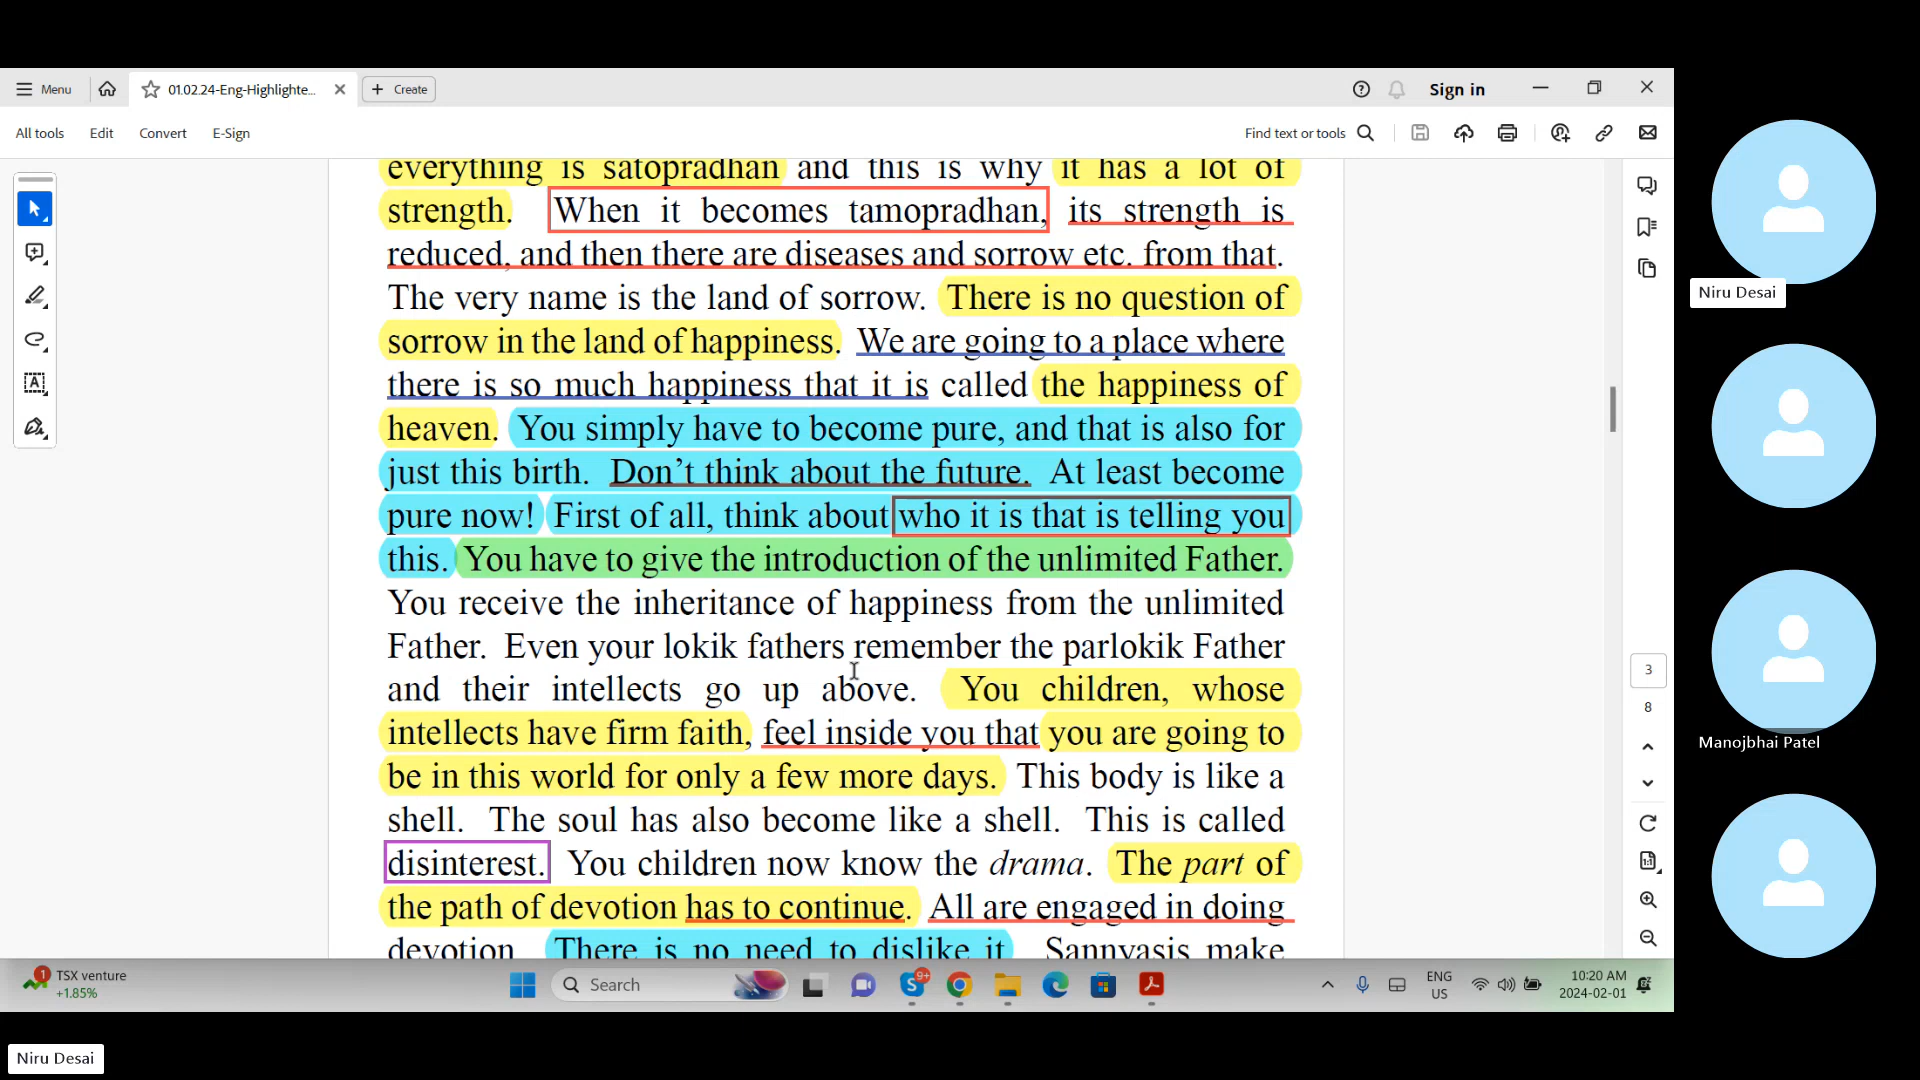 Menu
01.02.24-Eng-Highlighte...
Create
Sign in
All tools
Edit
Convert
E-Sign
Find text or tools
everything is satopradhan and this is why it has a lot of
strength. When it becomes tamopradhan, its strength is
reduced, and then there are diseases and sorrow etc. from that.
The very name is the land of sorrow. There is no question of
sorrow in the land of happiness. We are going to a place where
there is so much happiness that it is called the happiness of
heaven. You simply have to become pure, and that is also for
just this birth. Don't think about the future. At least become
pure now! First of all, think about who it is that is telling you
this. You have to give the introduction of the unlimited Father.
You receive the inheritance of happiness from the unlimited
Father. Even your lokik fathers remember the parlokik Father
and their intellects go up above. You children, whose
intellects have firm faith, feel inside you that you are going to
be in this world for only a few more days. This body is like a
shell. The soul has also become like a shell. This is called
disinterest. You children now know the drama. The part of
the path of devotion has to continue. All are engaged in doing
devotion. There is no need to dislike it. Sannyasis make
3
8
1
TSX venture
+1.85%
Search
9+
ENG
US
10:20 AM
2024-02-01
Niru Desai
Manojbhai Patel
Niru Desai